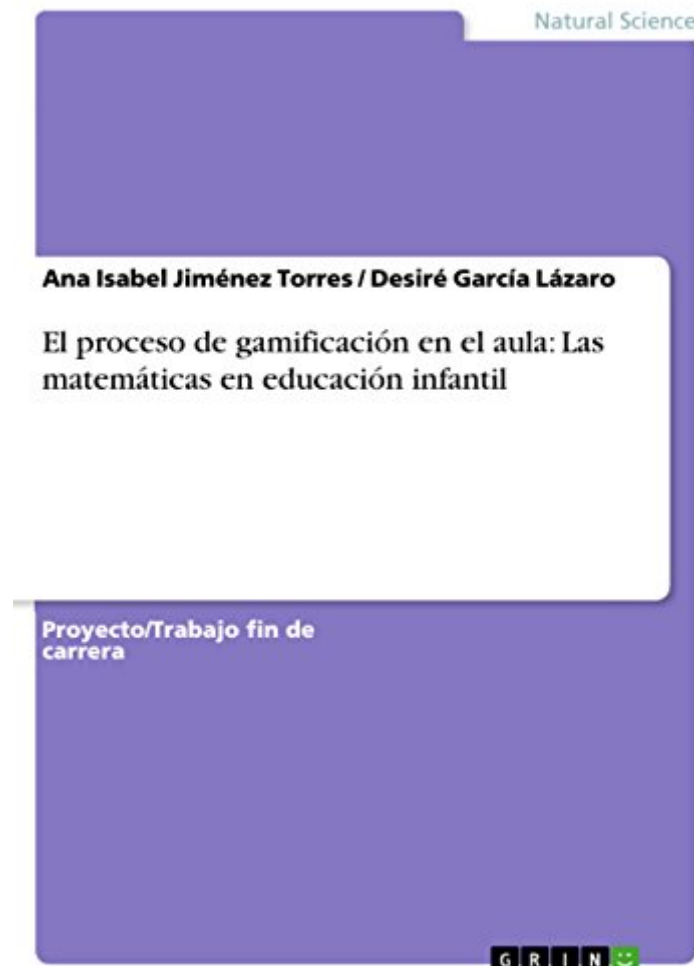 Natural Science
Ana Isabel Jiménez Torres / Desiré García Lázaro
El proceso de gamificación en el aula: Las
matemáticas en educación infantil
Proyecto/Trabajo fin de
carrera
GRIN